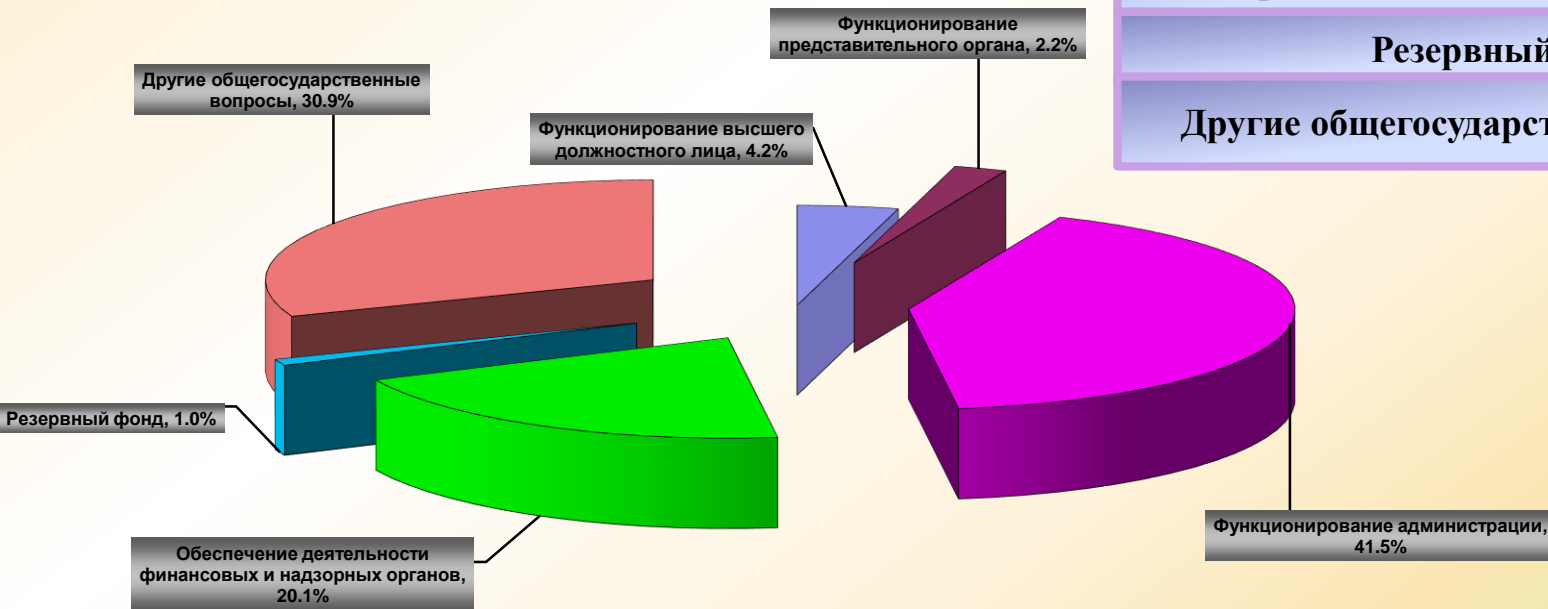 Функционирование
представительного органа, 2.2%
Резервный
Другие общегосударственные
вопросы, 30.9%
Функционирование высшего
должностного лица, 4.2%
Другие общегосударст
Резервный фонд, 1.0%
Функционирование администрации,
41.5%
Обеспечение деятельности
финансовых и надзорных органов,
20.1%